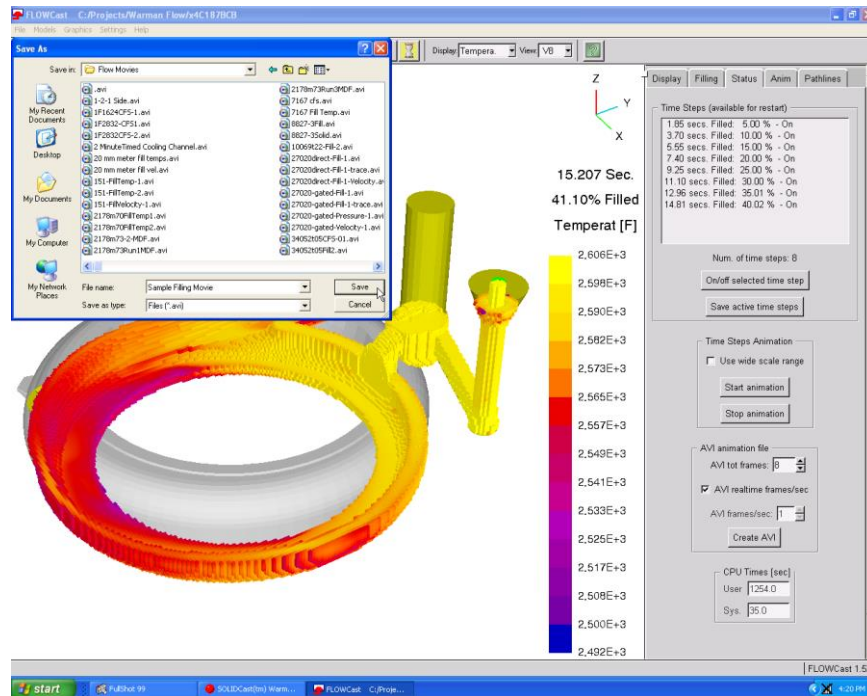 FLOWCast C:/Projects/Warman Flow/x4C187BCB
File Models Graphics Settings Help
Save As
Save in: Flow Movies
My Recent Documents
Desktop
My Documents
My Computer
My Network Places
.avi
1-2-1 Side.avi
1F1624CFS-1.avi
1F2832-CFS1.avi
1F2832CFS-2.avi
2 MinuteTimed Cooling Channel.avi
20 mm meter fill temps.avi
20 mm meter fill vel.avi
151-FillTemp-1.avi
151-FillTemp-2.avi
151-FillVelocity-1.avi
2178m70FillTemp1.avi
2178m70FillTemp2.avi
2178m73-2-MDF.avi
2178m73Run1MDF.avi
2178m73Run3MDF.avi
7167 cfs.avi
7167 Fill Temp.avi
8827-3Fill.avi
8827-3Solid.avi
10069t22-Fill-2.avi
27020direct-Fill-1.avi
27020direct-Fill-1-trace.avi
27020direct-Fill-1-Velocity.av
27020-gated-Fill-1.avi
27020-gated-Fill-1-trace.avi
27020-gated-Pressure-1.avi
27020-gated-Velocity-1.avi
34052t05CFS-01.avi
34052t05Fill2.avi
File name: Sample Filling Movie Save
Save as type: Files (*.avi) Cancel
Display Tempera. View V8
Z
Y
X
15.207 Sec.
41.10% Filled
Temperat [F]
2,606E+3
2,598E+3
2,590E+3
2,582E+3
2,573E+3
2,565E+3
2,557E+3
2,549E+3
2,541E+3
2,533E+3
2,525E+3
2,517E+3
2,508E+3
2,500E+3
2,492E+3
Display Filling Status Anim Pathlines
Time Steps (available for restart)
1.85 secs. Filled: 5.00 % - On
3.70 secs. Filled: 10.00 % - On
5.55 secs. Filled: 15.00 % - On
7.40 secs. Filled: 20.00 % - On
9.25 secs. Filled: 25.00 % - On
11.10 secs. Filled: 30.00 % - On
12.96 secs. Filled: 35.01 % - On
14.81 secs. Filled: 40.02 % - On
Num. of time steps: 8
On/off selected time step
Save active time steps
Time Steps Animation
Use wide scale range
Start animation
Stop animation
AVI animation file
AVI tot frames: 8
AVI realtime frames/sec
AVI frames/sec: 1
Create AVI
CPU Times [sec]
User 1254.0
Sys. 35.0
FLOWCast 1.5
start FullShot 99 SOLIDCast(tm) Warm... FLOWCast C:/Proje... 4:20 PM